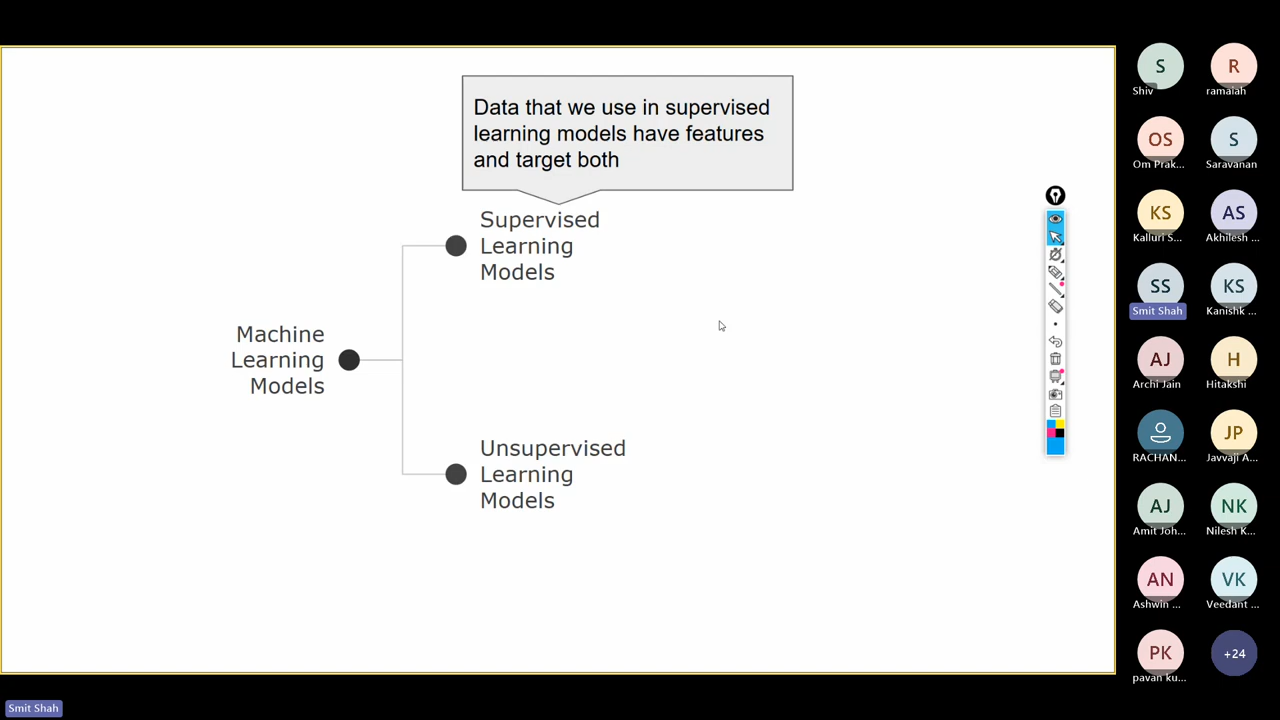 Data that we use in supervised
learning models have features
and target both
Supervised
Learning
Models
Machine
Learning
Models
Unsupervised
Learning
Models
S
Shiv
R
ramaiah
OS
Om Prak...
S
Saravanan
KS
Kalluri S...
AS
Akhilesh ...
SS
Smit Shah
KS
Kanishk ...
AJ
Archi Jain
H
Hitakshi
RACHAN...
JP
Javvaji A...
AJ
Amit Joh...
NK
Nilesh K...
AN
Ashwin ...
VK
Veedant ...
PK
pavan ku...
+24
Smit Shah